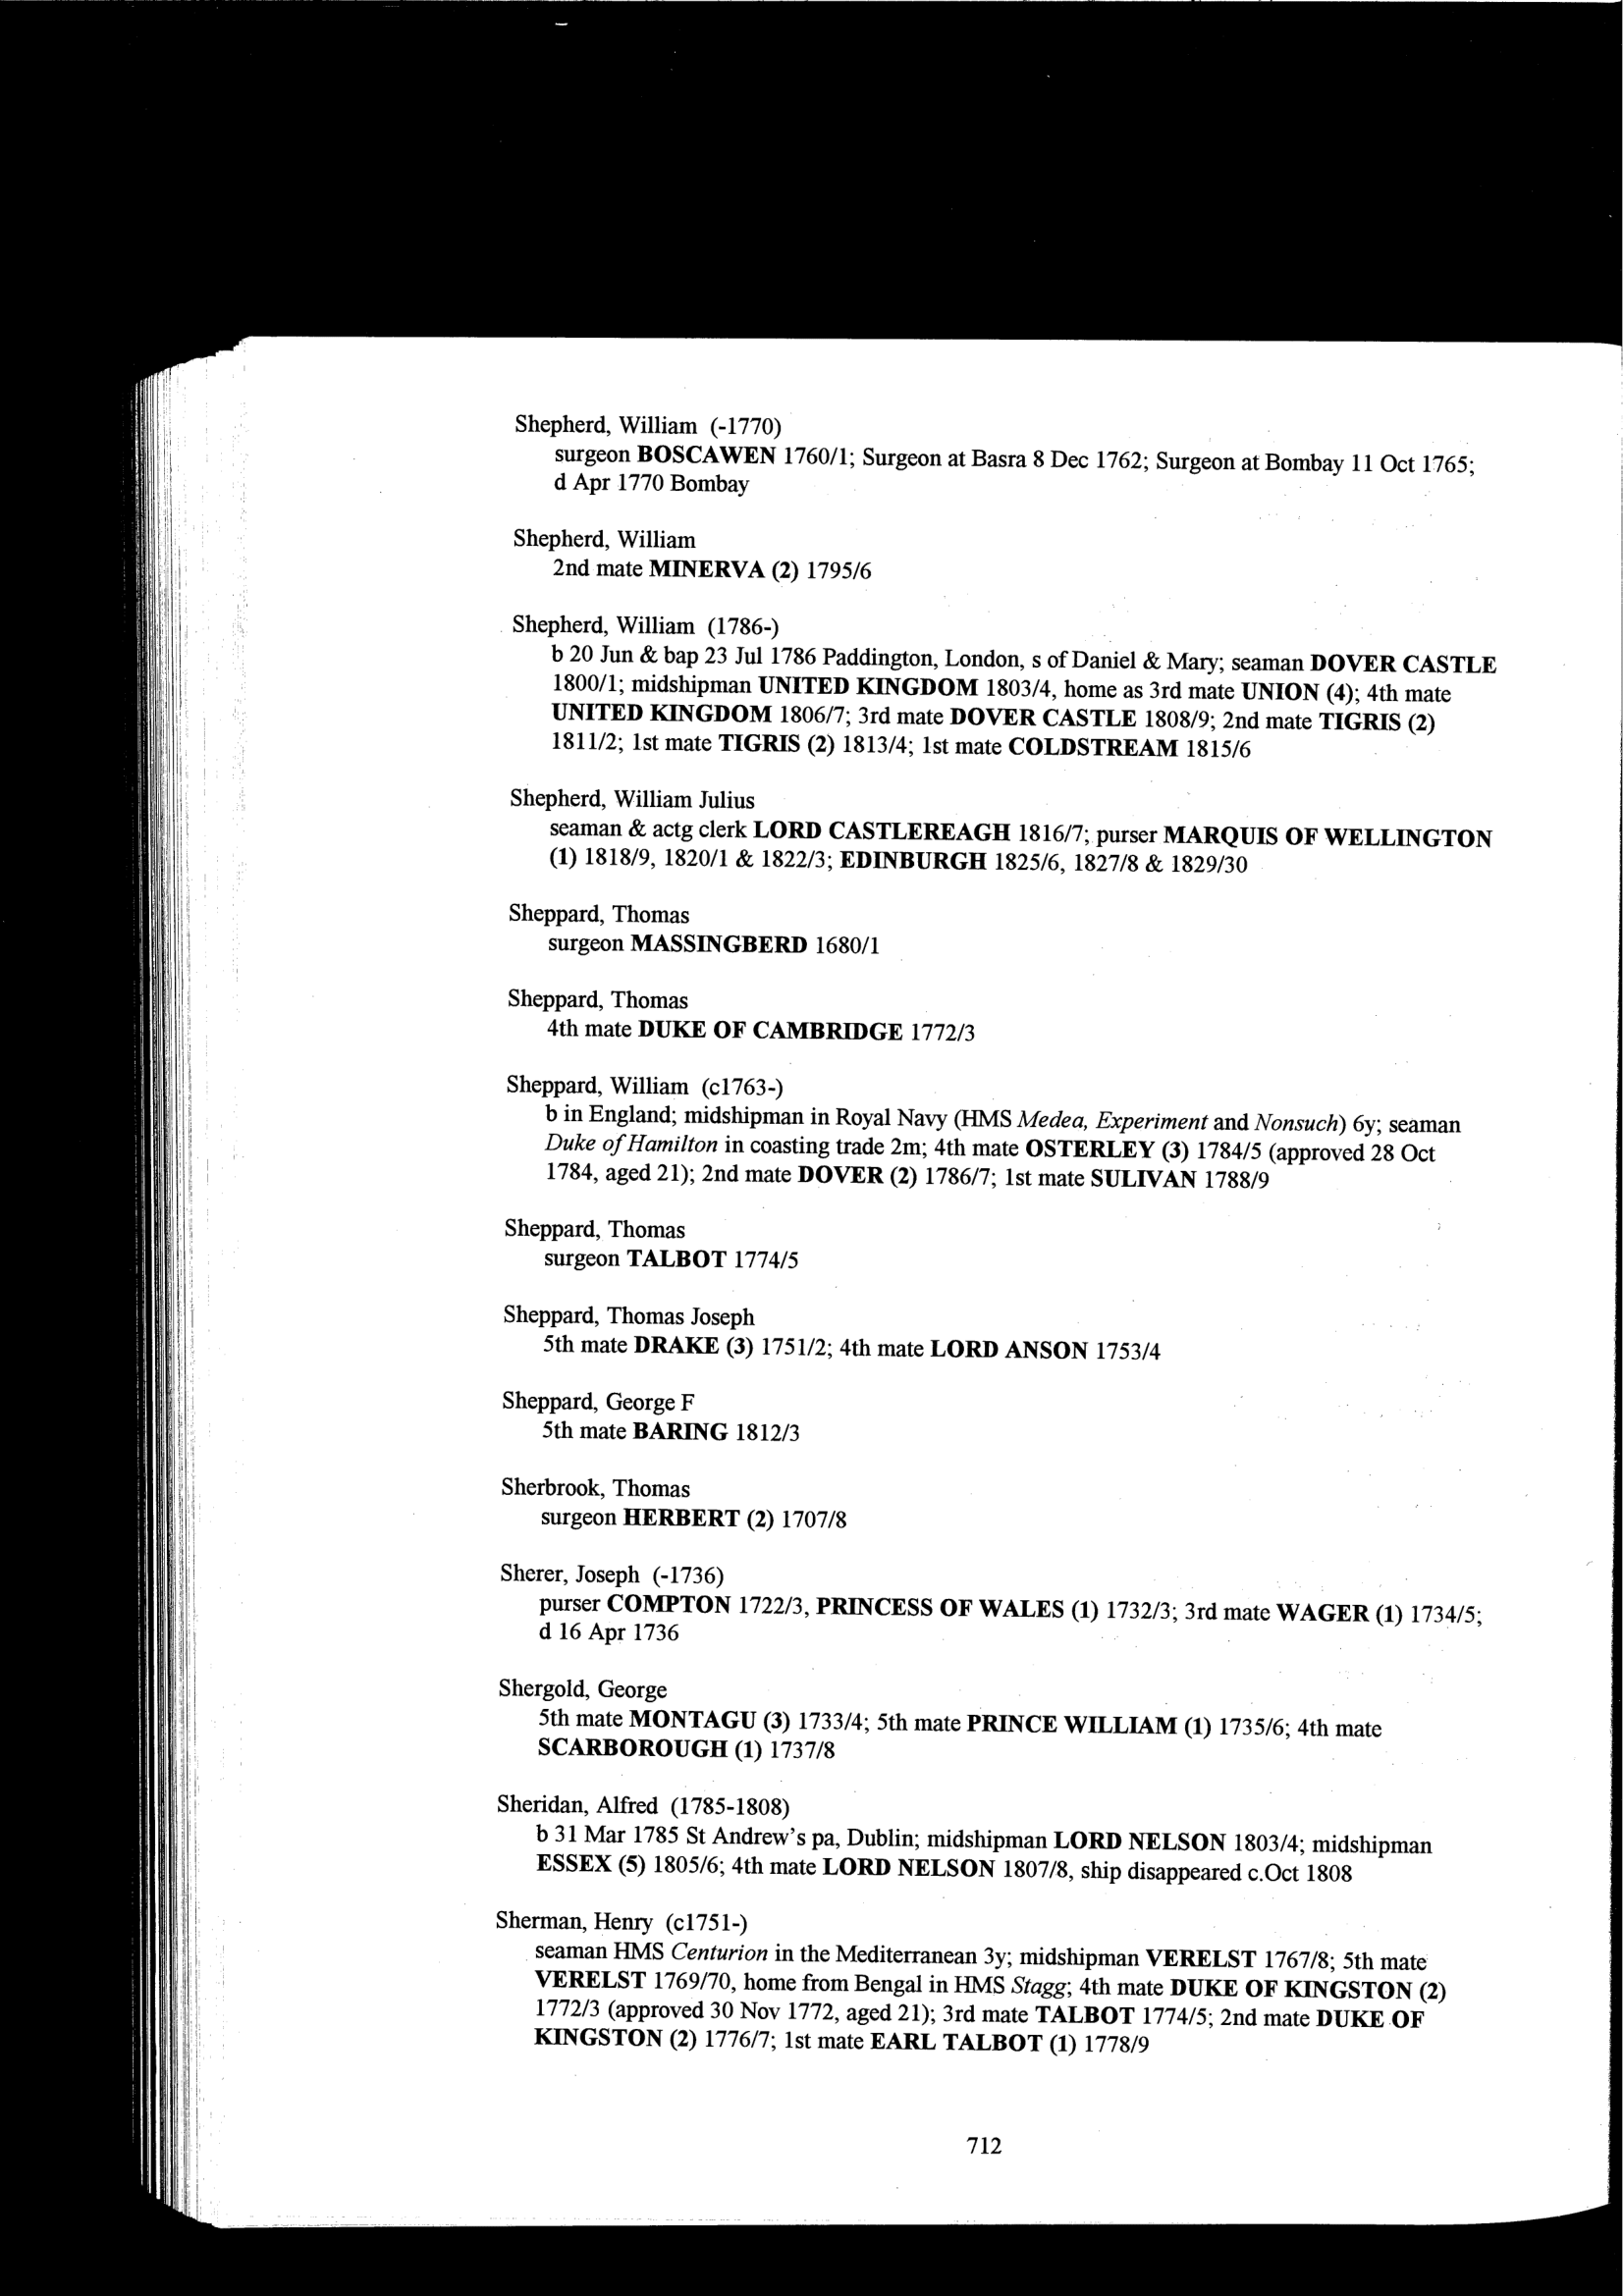 Shepherd, William (-1770)
surgeon BOSCAWEN 1760/1; Surgeon at Basra 8 Dec 1762; Surgeon at Bombay 11 Oct 1765;
d Apr 1770 Bombay
Shepherd, William
2nd mate MINERVA (2) 1795/6
Shepherd, William (1786-)
b 20 Jun & bap 23 Jul 1786 Paddington, London, s of Daniel & Mary; seaman DOVER CASTLE
1800/1; midshipman UNITED KINGDOM 1803/4, home as 3rd mate UNION (4); 4th mate
UNITED KINGDOM 1806/7; 3rd mate DOVER CASTLE 1808/9; 2nd mate TIGRIS (2)
1811/2; 1st mate TIGRIS (2) 1813/4; 1st mate COLDSTREAM 1815/6
Shepherd, William Julius
seaman & actg clerk LORD CASTLEREAGH 1816/7; purser MARQUIS OF WELLINGTON
(1) 1818/9, 1820/1 & 1822/3; EDINBURGH 1825/6, 1827/8 & 1829/30
Sheppard, Thomas
surgeon MASSINGBERD 1680/1
Sheppard, Thomas
4th mate DUKE OF CAMBRIDGE 1772/3
Sheppard, William (c1763-)
b in England; midshipman in Royal Navy (HMS Medea, Experiment and Nonsuch) 6y; seaman
Duke of Hamilton in coasting trade 2m; 4th mate OSTERLEY (3) 1784/5 (approved 28 Oct
1784, aged 21); 2nd mate DOVER (2) 1786/7; 1st mate SULIVAN 1788/9
Sheppard, Thomas
surgeon TALBOT 1774/5
Sheppard, Thomas Joseph
5th mate DRAKE (3) 1751/2; 4th mate LORD ANSON 1753/4
Sheppard, George F
5th mate BARING 1812/3
Sherbrook, Thomas
surgeon HERBERT (2) 1707/8
Sherer, Joseph (-1736)
purser COMPTON 1722/3, PRINCESS OF WALES (1) 1732/3; 3rd mate WAGER (1) 1734/5;
d 16 Apr 1736
Shergold, George
5th mate MONTAGU (3) 1733/4; 5th mate PRINCE WILLIAM (1) 1735/6; 4th mate
SCARBOROUGH (1) 1737/8
Sheridan, Alfred (1785-1808)
b 31 Mar 1785 St Andrew's pa, Dublin; midshipman LORD NELSON 1803/4; midshipman
ESSEX (5) 1805/6; 4th mate LORD NELSON 1807/8, ship disappeared c.Oct 1808
Sherman, Henry (c1751-)
seaman HMS Centurion in the Mediterranean 3y; midshipman VERELST 1767/8; 5th mate
VERELST 1769/70, home from Bengal in HMS Stagg; 4th mate DUKE OF KINGSTON (2)
1772/3 (approved 30 Nov 1772, aged 21); 3rd mate TALBOT 1774/5; 2nd mate DUKE OF
KINGSTON (2) 1776/7; 1st mate EARL TALBOT (1) 1778/9
712